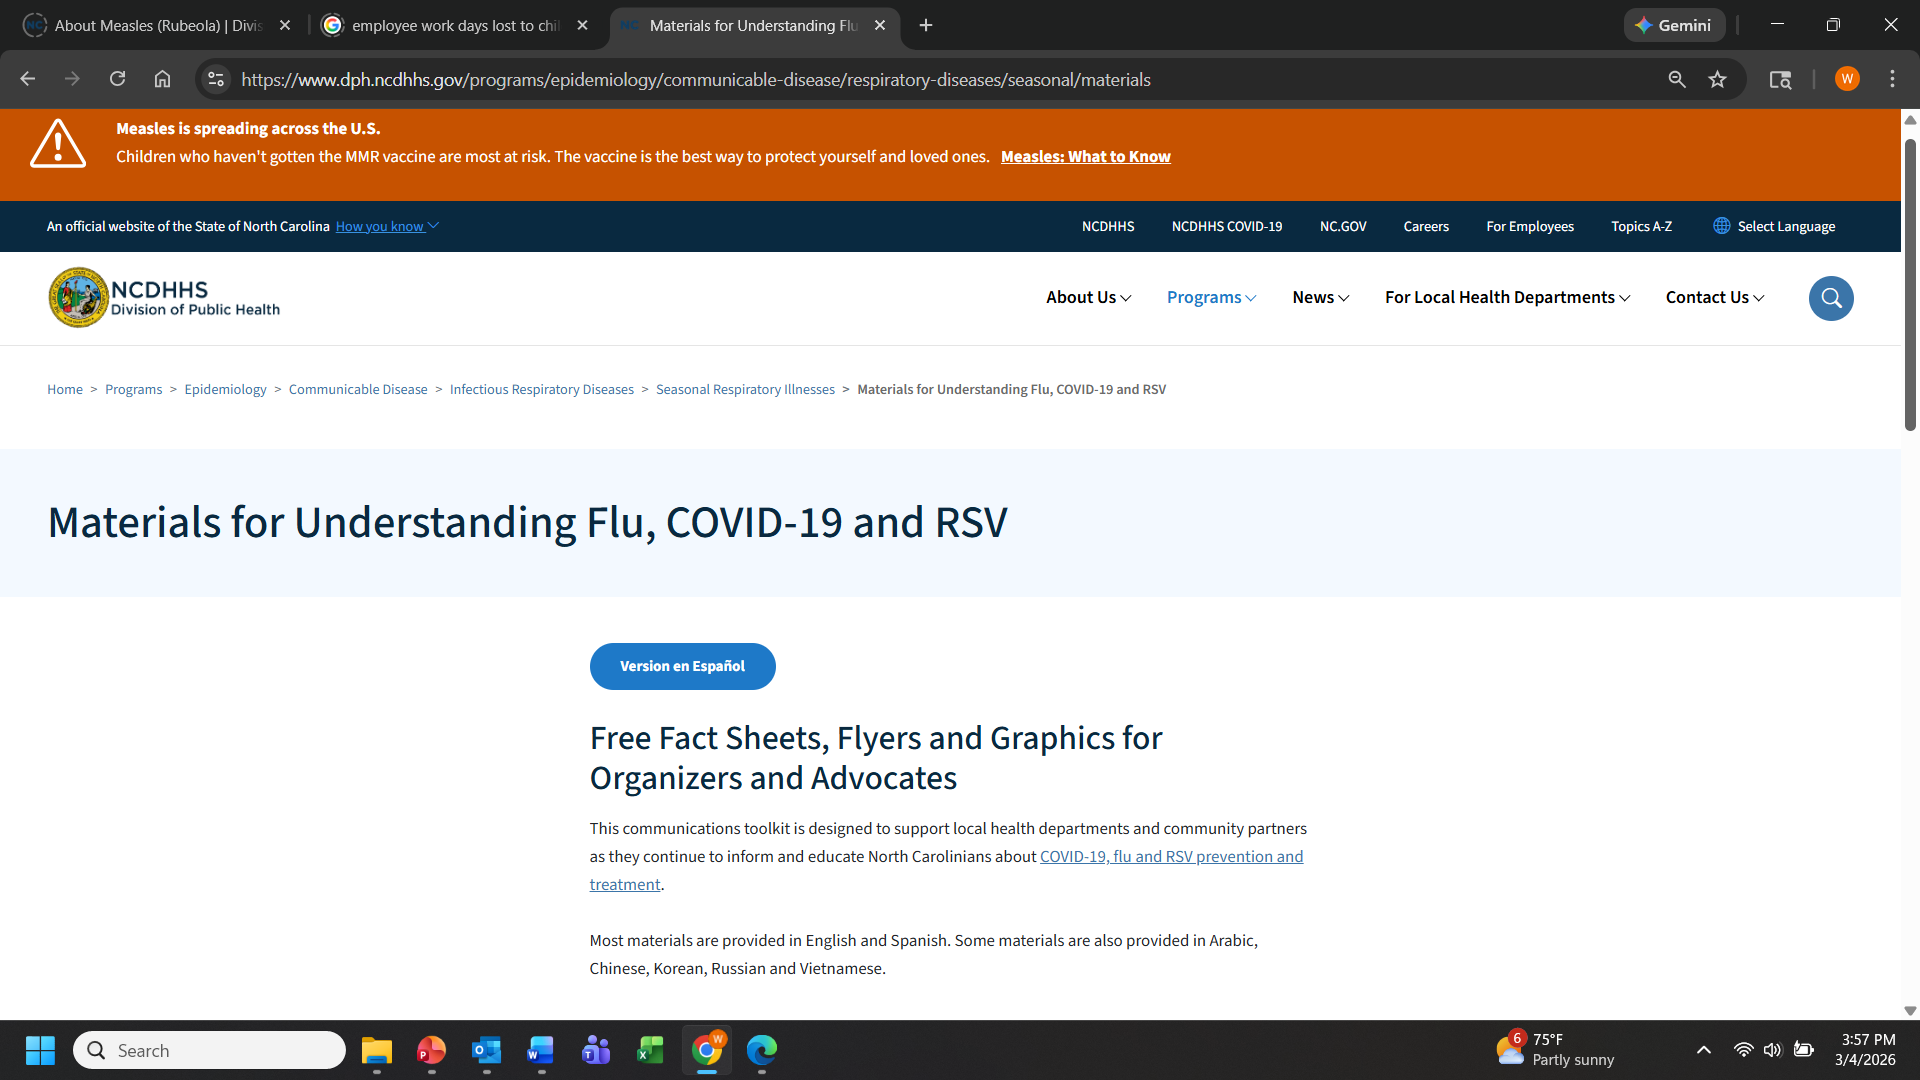 About Measles (Rubeola) | Divis
employee work days lost to chil
Materials for Understanding Flu
Gemini
https://www.dph.ncdhhs.gov/programs/epidemiology/communicable-disease/respiratory-diseases/seasonal/materials
W
Measles is spreading across the U.S.
Children who haven't gotten the MMR vaccine are most at risk. The vaccine is the best way to protect yourself and loved ones. Measles: What to Know
An official website of the State of North Carolina How you know
NCDHHS
NCDHHS COVID-19
NC.GOV
Careers
For Employees
Topics A-Z
Select Language
NCDHHS
Division of Public Health
About Us
Programs
News
For Local Health Departments
Contact Us
Home > Programs > Epidemiology > Communicable Disease > Infectious Respiratory Diseases > Seasonal Respiratory Illnesses > Materials for Understanding Flu, COVID-19 and RSV
Materials for Understanding Flu, COVID-19 and RSV
Version en Español
Free Fact Sheets, Flyers and Graphics for
Organizers and Advocates
This communications toolkit is designed to support local health departments and community partners
as they continue to inform and educate North Carolinians about COVID-19, flu and RSV prevention and
treatment.
Most materials are provided in English and Spanish. Some materials are also provided in Arabic,
Chinese, Korean, Russian and Vietnamese.
Search
6
75°F
Partly sunny
3:57 PM
3/4/2026